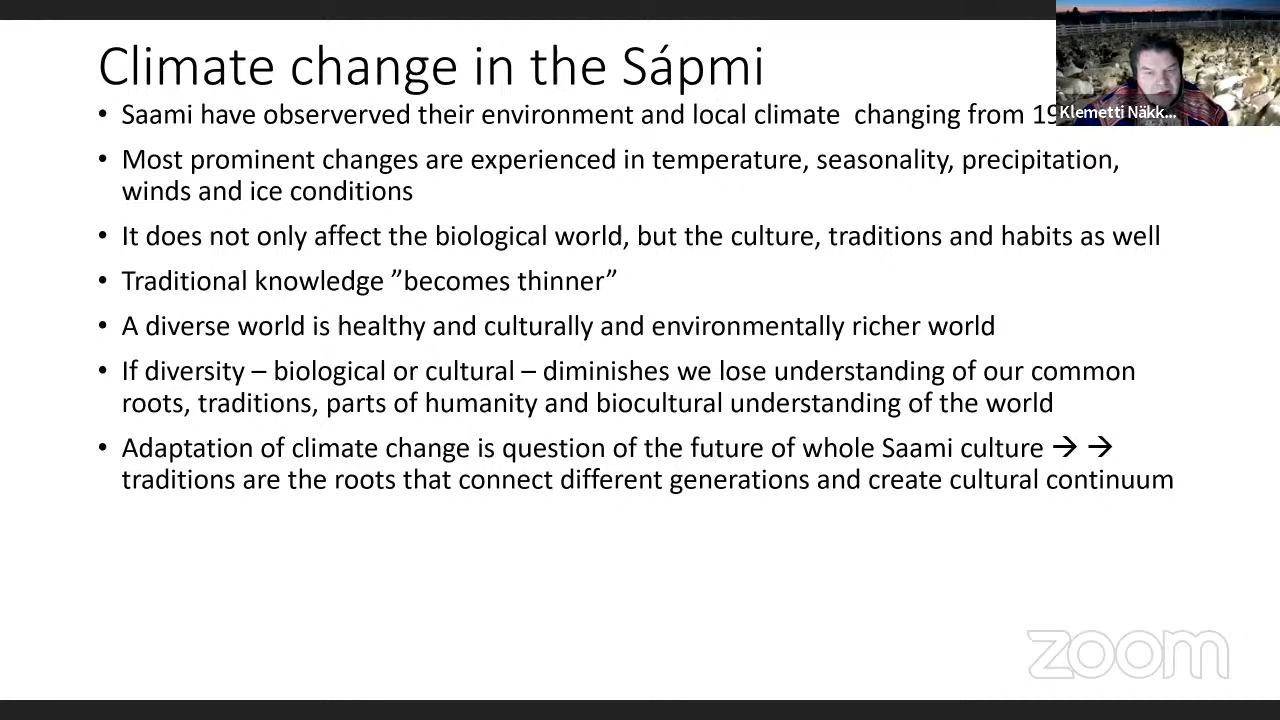 Climate change in the Sápmi
• Saami have observerved their environment and local climate  changing from
• Most prominent changes are experienced in temperature, seasonality, precipitation,
winds and ice conditions
• It does not only affect the biological world, but the culture, traditions and habits as well
• Traditional knowledge ”becomes thinner”
• A diverse world is healthy and culturally and environmentally richer world
• If diversity – biological or cultural – diminishes we lose understanding of our common
roots, traditions, parts of humanity and biocultural understanding of the world
• Adaptation of climate change is question of the future of whole Saami culture → →
traditions are the roots that connect different generations and create cultural continuum
Klemetti Näkk...
zoom